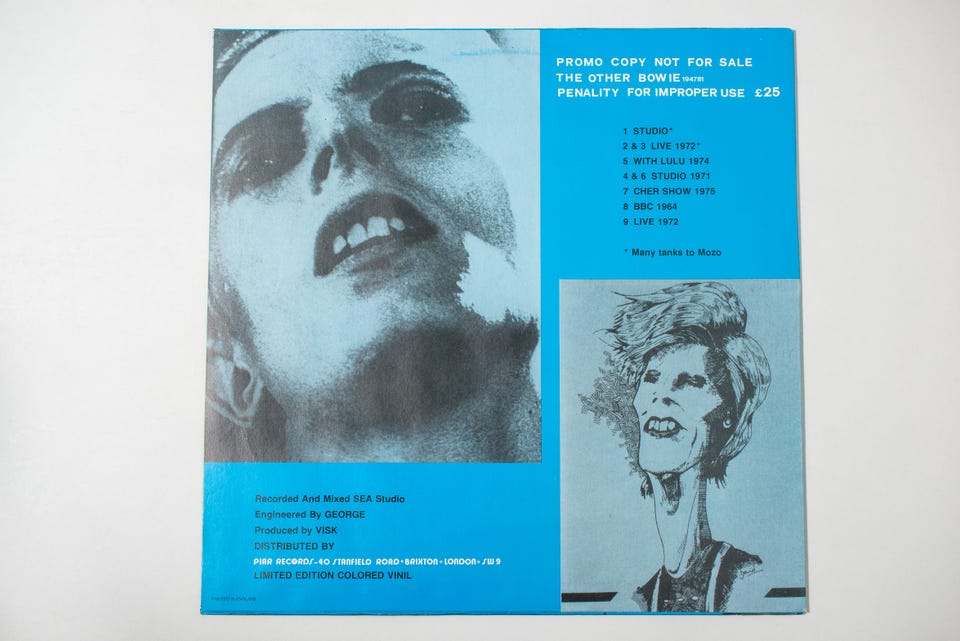 PROMO COPY NOT FOR SALE
THE OTHER BOWIE 194781
PENALITY FOR IMPROPER USE £25
1 STUDIO*
2 & 3 LIVE 1972*
5 WITH LULU 1974
4 & 6 STUDIO 1971
7 CHER SHOW 1975
8 BBC 1964
9 LIVE 1972
* Many tanks to Mozo
Recorded And Mixed SEA Studio
Engineered By GEORGE
Produced by VISK
DISTRIBUTED BY
PIAR RECORDS-40 STANFIELD ROAD•BRIXTON•LONDON•SW9
LIMITED EDITION COLORED VINIL
PRINTED IN ENGLAND